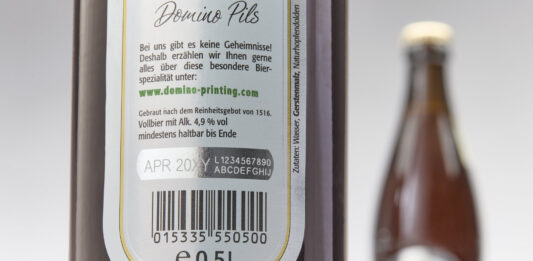 Domino Pils
Bei uns gibt es keine Geheimnisse!
Deshalb erzählen wir Ihnen gerne
alles über diese besondere Bier-
spezialität unter:
www.domino-printing.com
Gebraut nach dem Reinheitsgebot von 1516.
Vollbier mit Alk. 4,9 % vol
mindestens haltbar bis Ende
APR 20XY L1234567890
ABCDEFGHIJ
015335 550500
e 0,5L
Zutaten: Wasser, Gerstenmalz, Naturhopfendolden